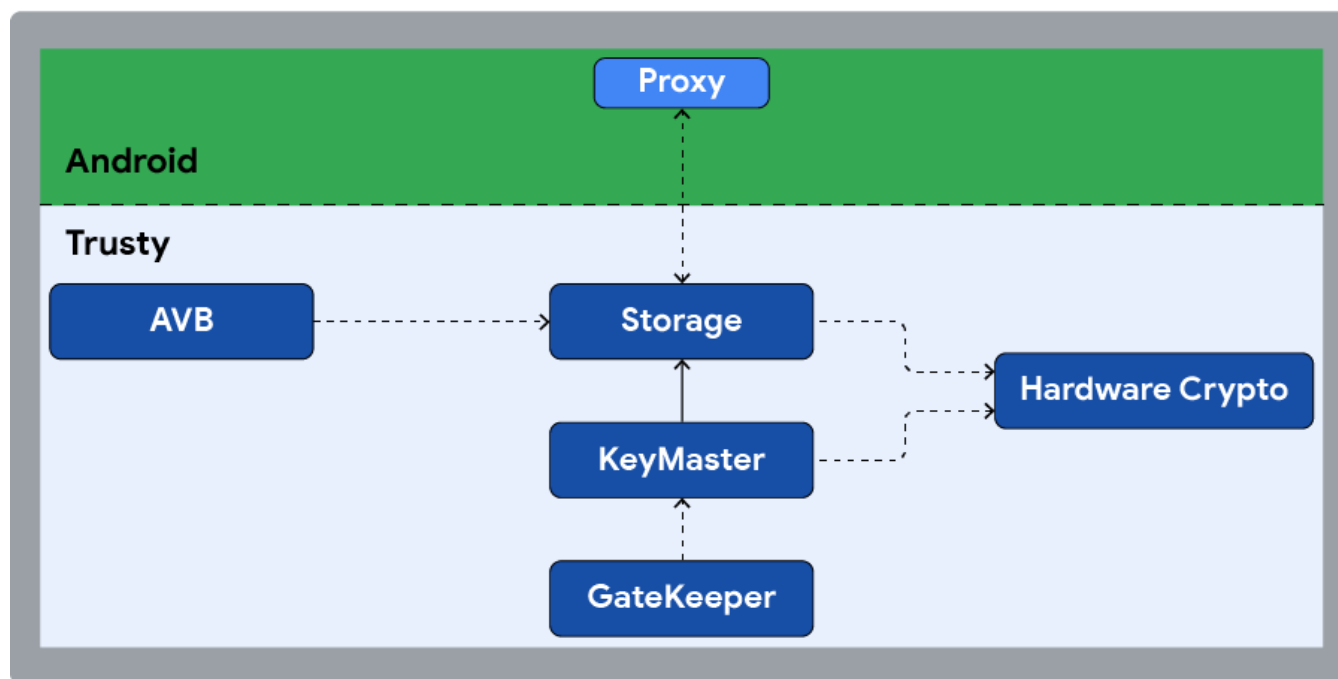 Proxy
Android
Trusty
AVB
Storage
Hardware Crypto
KeyMaster
GateKeeper